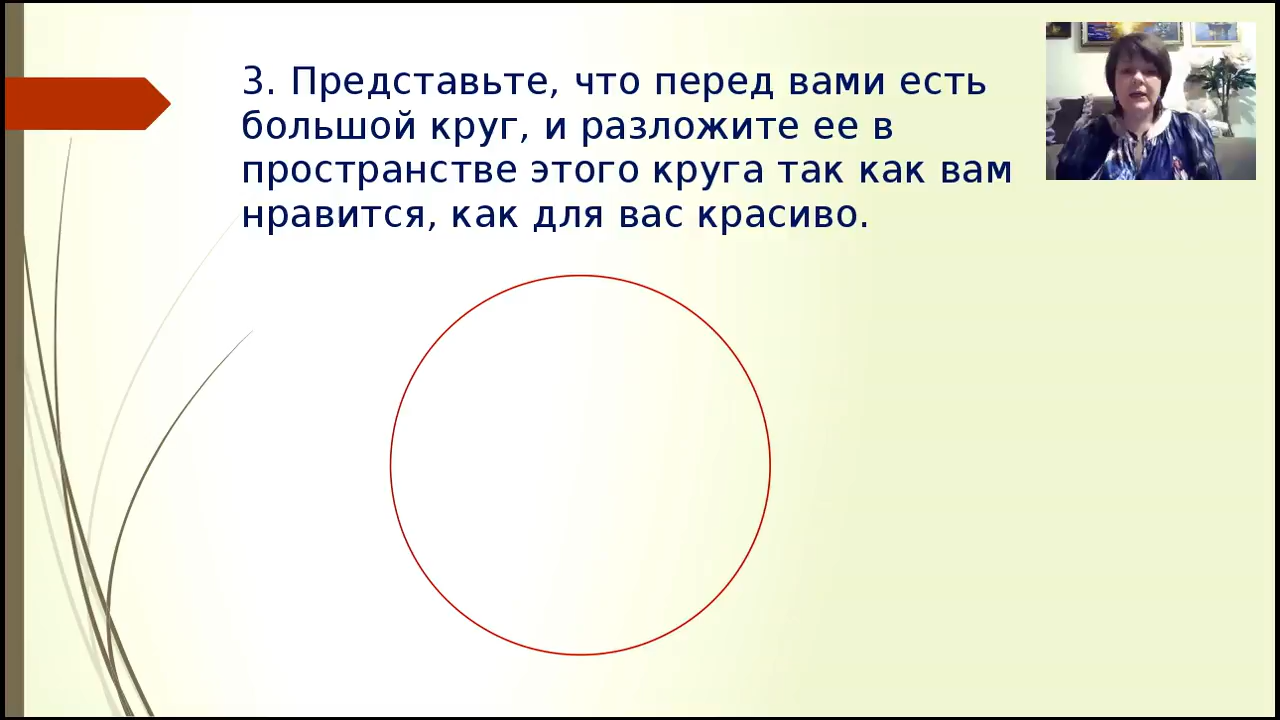 3. Представьте, что перед вами есть
большой круг, и разложите ее в
пространстве этого круга так как вам
нравится, как для вас красиво.